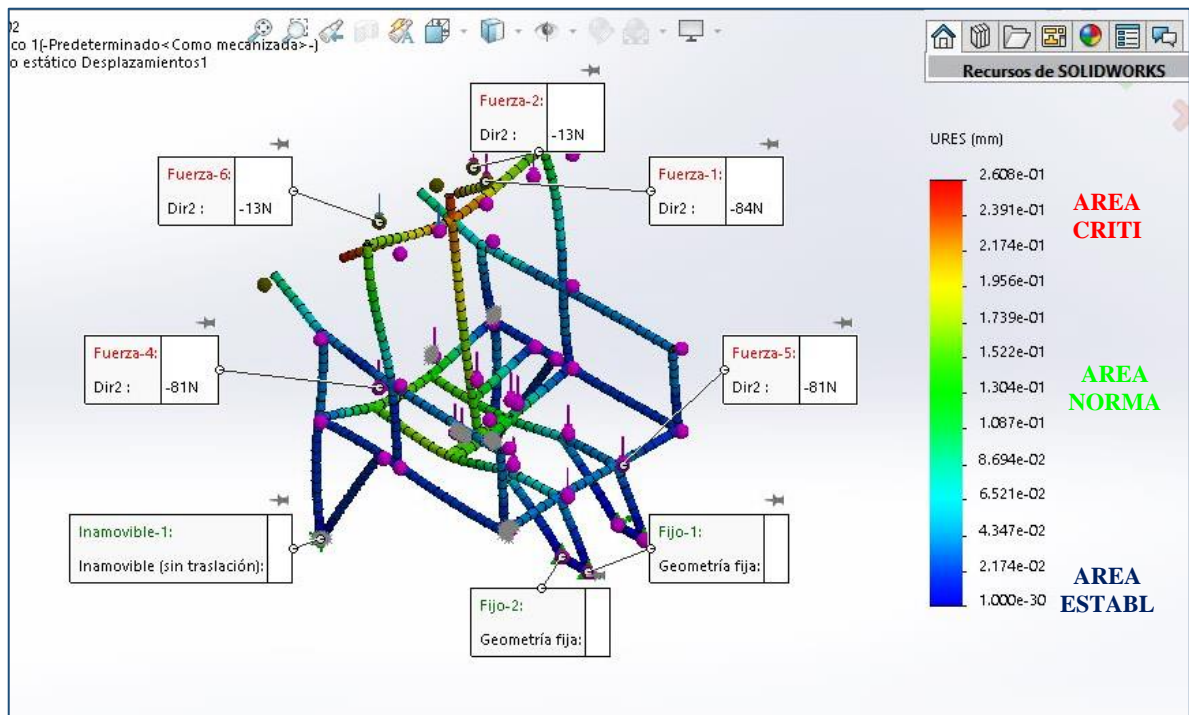 02
co 1(-Predeterminado<Como mecanizada>-)
o estático Desplazamientos1
Recursos de SOLIDWORKS
Fuerza-2:
Dir2 : -13N
Fuerza-6:
Dir2 : -13N
Fuerza-1:
Dir2 : -84N
Fuerza-4:
Dir2 : -81N
Fuerza-5:
Dir2 : -81N
Inamovible-1:
Inamovible (sin traslación):
Fijo-1:
Geometría fija:
Fijo-2:
Geometría fija:
URES (mm)
2.608e-01
2.391e-01
2.174e-01
1.956e-01
1.739e-01
1.522e-01
1.304e-01
1.087e-01
8.694e-02
6.521e-02
4.347e-02
2.174e-02
1.000e-30
AREA
CRITI
AREA
NORMA
AREA
ESTABL